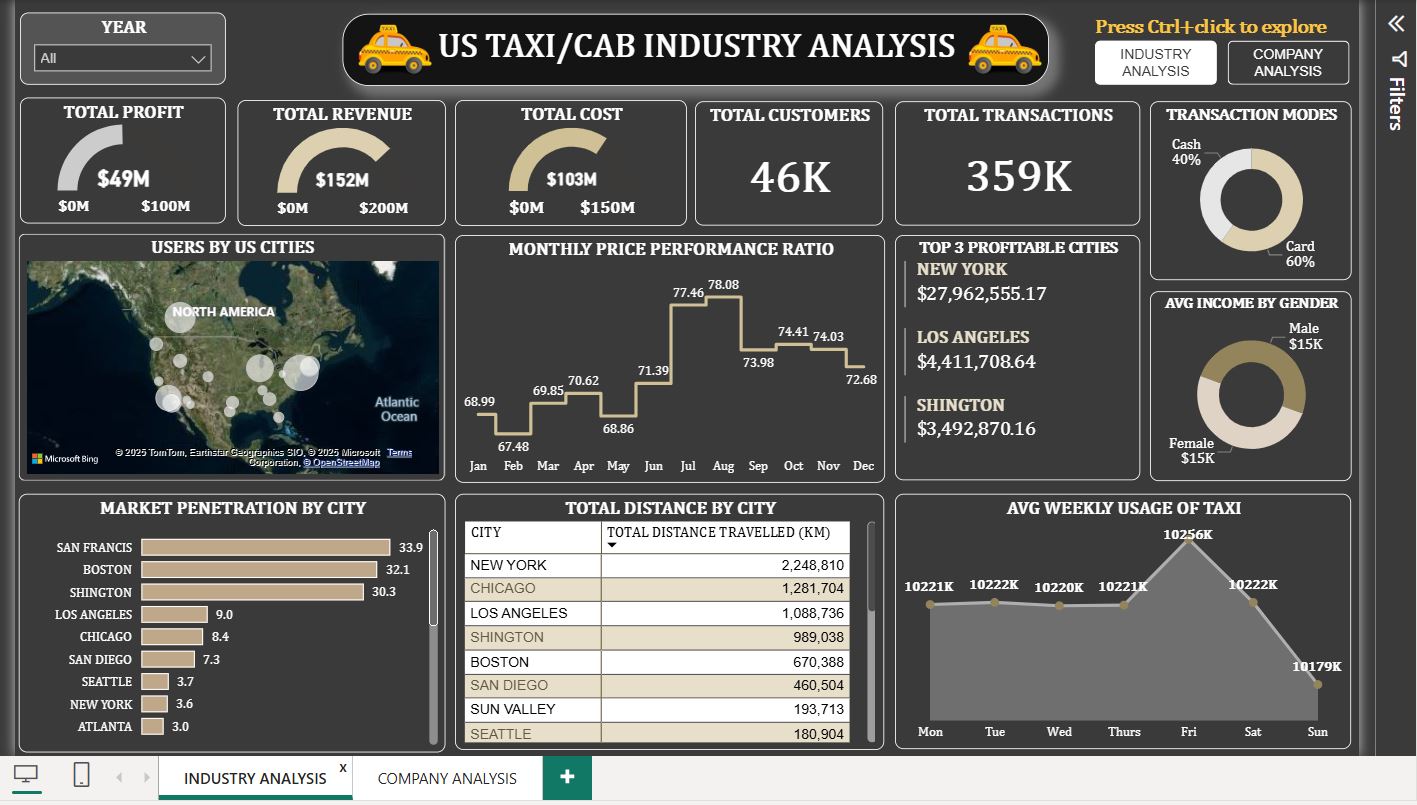 YEAR
All
TAXI
US TAXI/CAB INDUSTRY ANALYSIS
TAXI
Press Ctrl+click to explore
INDUSTRY
ANALYSIS
COMPANY
ANALYSIS
Filters
TOTAL PROFIT
$49M
$0M
$100M
TOTAL REVENUE
$152M
$0M
$200M
TOTAL COST
$103M
$0M
$150M
TOTAL CUSTOMERS
46K
TOTAL TRANSACTIONS
359K
TRANSACTION MODES
Cash
40%
Card
60%
USERS BY US CITIES
NORTH AMERICA
Atlantic
Ocean
Microsoft Bing
© 2025 TomTom, Earthstar Geographics SIO, © 2025 Microsoft Corporation, © OpenStreetMap Terms
MONTHLY PRICE PERFORMANCE RATIO
68.99
67.48
69.85
70.62
68.86
71.39
77.46
78.08
73.98
74.41
74.03
72.68
Jan Feb Mar Apr May Jun Jul Aug Sep Oct Nov Dec
TOP 3 PROFITABLE CITIES
NEW YORK
$27,962,555.17
LOS ANGELES
$4,411,708.64
SHINGTON
$3,492,870.16
AVG INCOME BY GENDER
Male
$15K
Female
$15K
MARKET PENETRATION BY CITY
SAN FRANCIS 33.9
BOSTON 32.1
SHINGTON 30.3
LOS ANGELES 9.0
CHICAGO 8.4
SAN DIEGO 7.3
SEATTLE 3.7
NEW YORK 3.6
ATLANTA 3.0
TOTAL DISTANCE BY CITY
CITY TOTAL DISTANCE TRAVELLED (KM)
NEW YORK 2,248,810
CHICAGO 1,281,704
LOS ANGELES 1,088,736
SHINGTON 989,038
BOSTON 670,388
SAN DIEGO 460,504
SUN VALLEY 193,713
SEATTLE 180,904
AVG WEEKLY USAGE OF TAXI
10221K
10222K
10220K
10221K
10256K
10222K
10179K
Mon Tue Wed Thurs Fri Sat Sun
INDUSTRY ANALYSIS x
COMPANY ANALYSIS
+